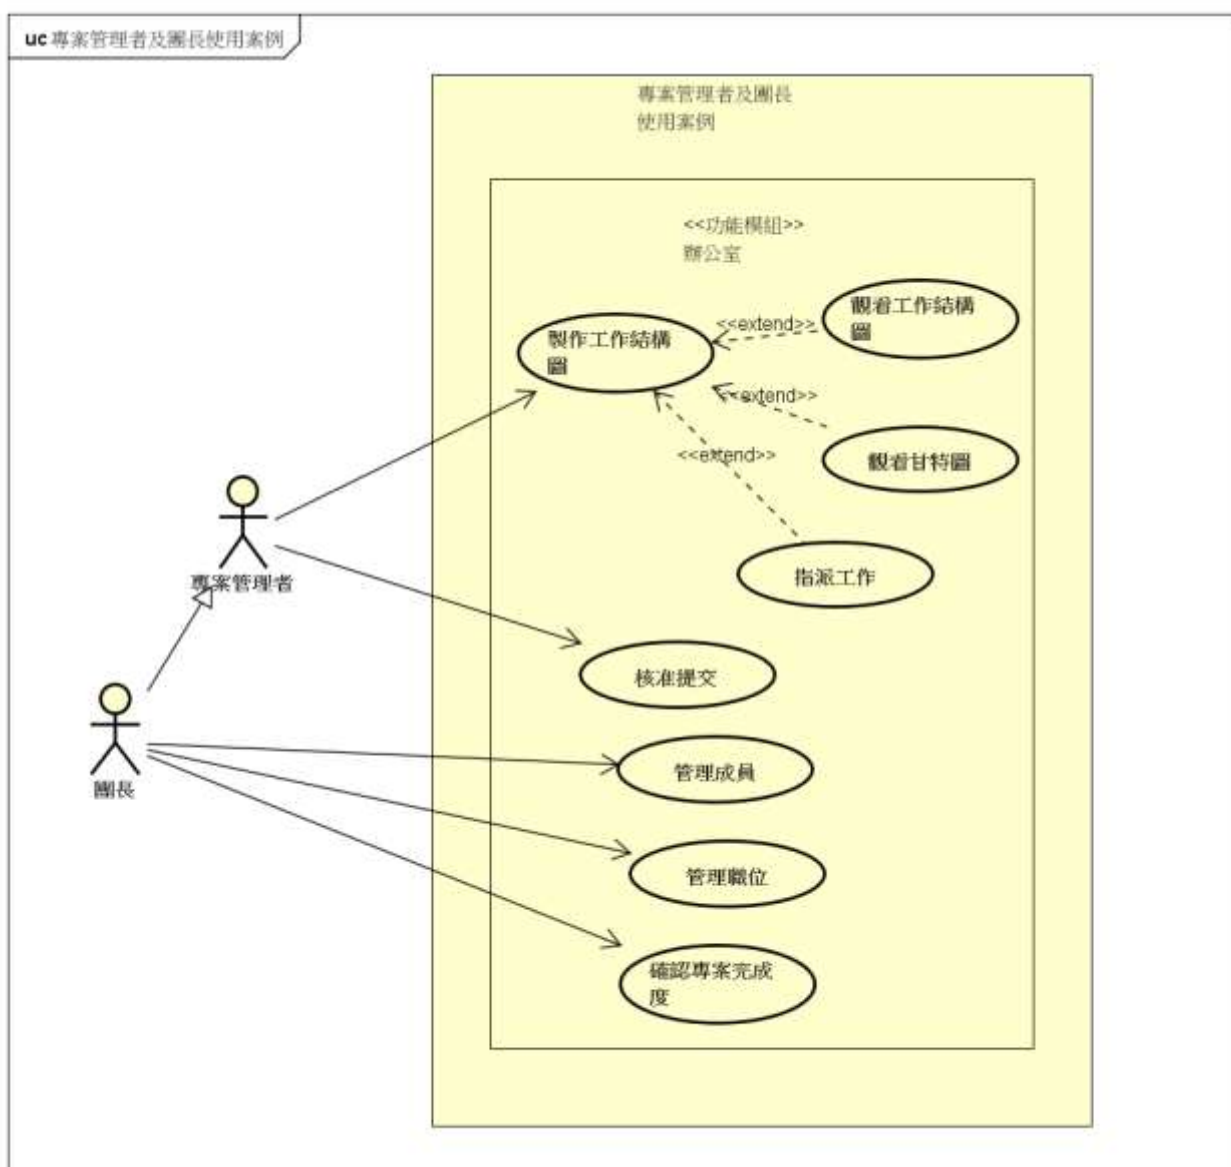 uc 專案管理者及團長使用案例
專案管理者及團長
使用案例
<<功能模組>>
辦公室
觀看工作結構
圖
<<extend>>
製作工作結構
圖
<<extend>>
<<extend>>
觀看甘特圖
指派工作
專案管理者
核准提交
管理成員
團長
管理職位
確認專案完成
度